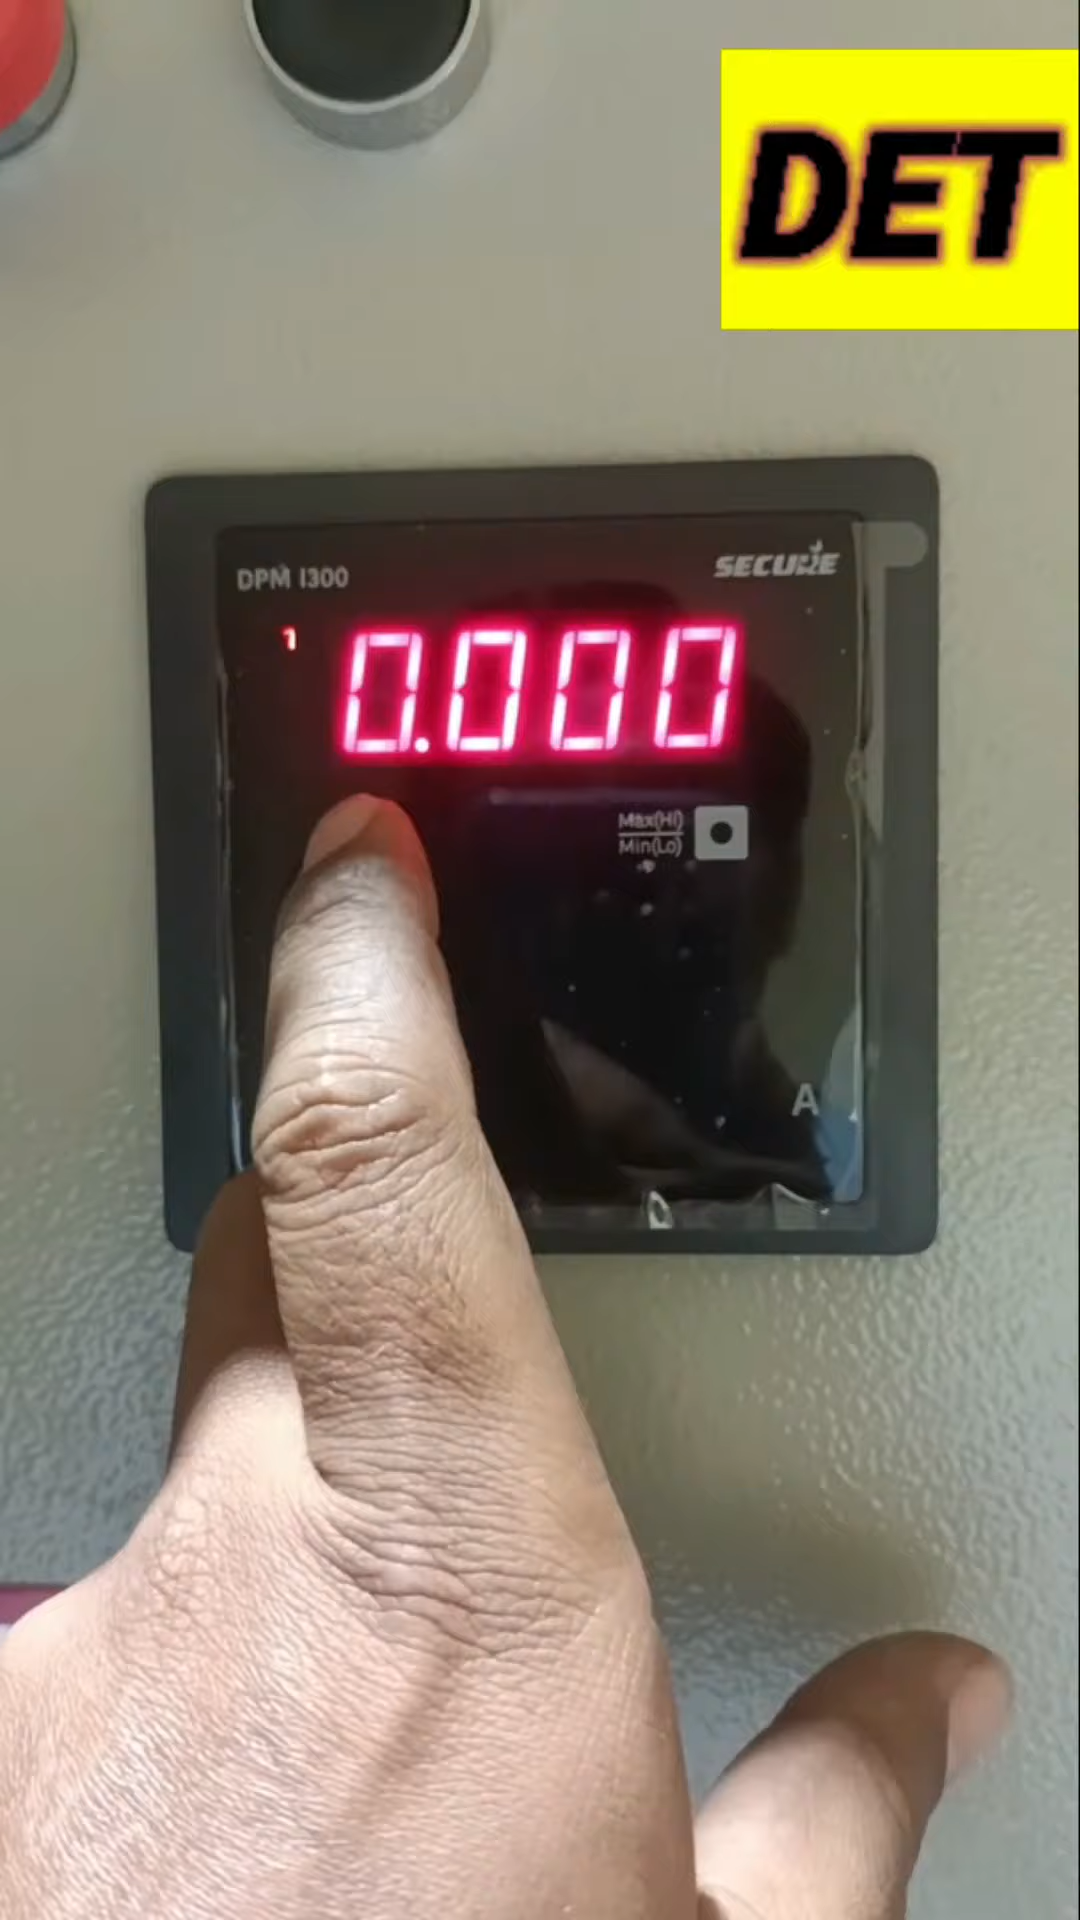 DET
DPM I300
SECURE
1
0.000
Max(Hi)
Min(Lo)
A